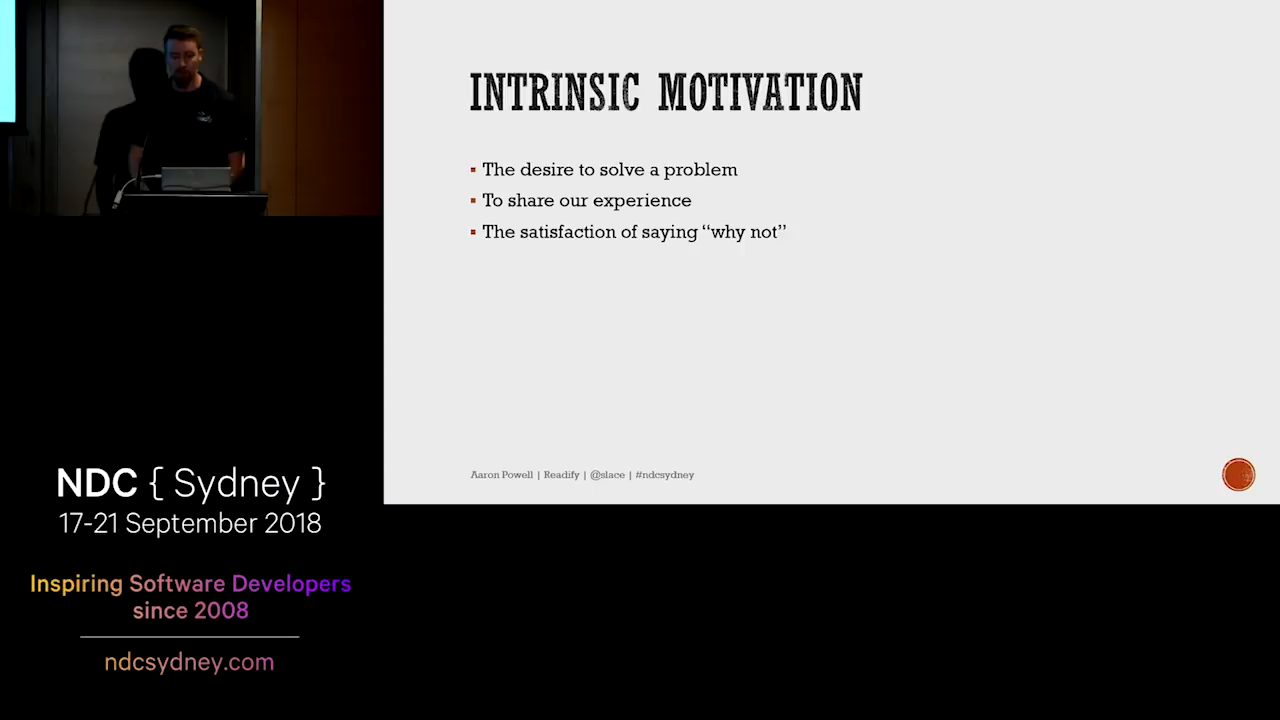 INTRINSIC MOTIVATION
The desire to solve a problem
To share our experience
The satisfaction of saying “why not”
Aaron Powell | Readify | @slace | #ndcsydney
NDC { Sydney }
17-21 September 2018
Inspiring Software Developers
since 2008
ndcsydney.com